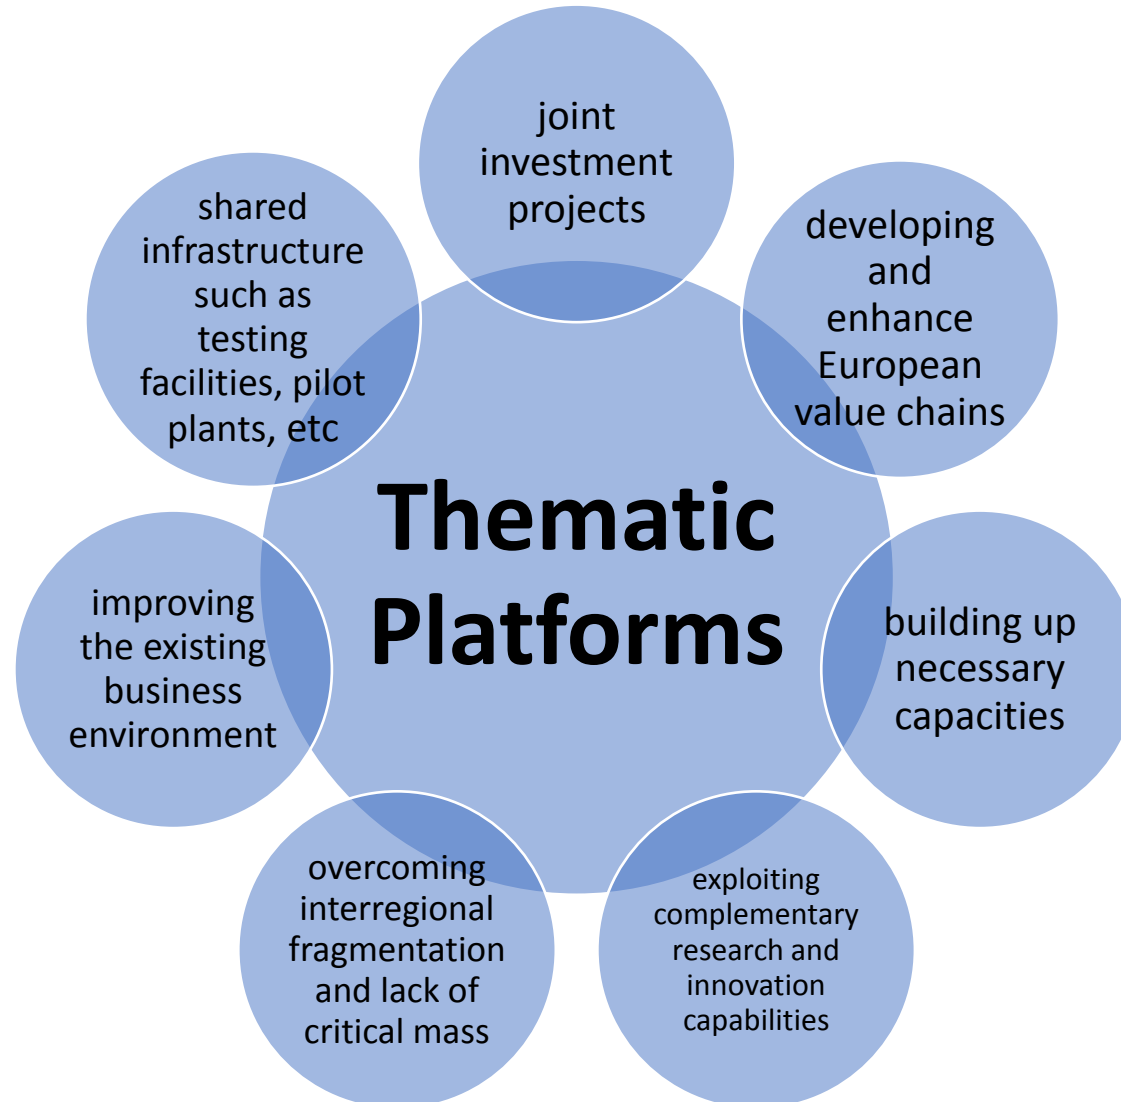 joint
investment
projects
developing
and
enhance
European
value chains
building up
necessary
capacities
exploiting
complementary
research and
innovation
capabilities
overcoming
interregional
fragmentation
and lack of
critical mass
improving
the existing
business
environment
shared
infrastructure
such as
testing
facilities, pilot
plants, etc
Thematic
Platforms